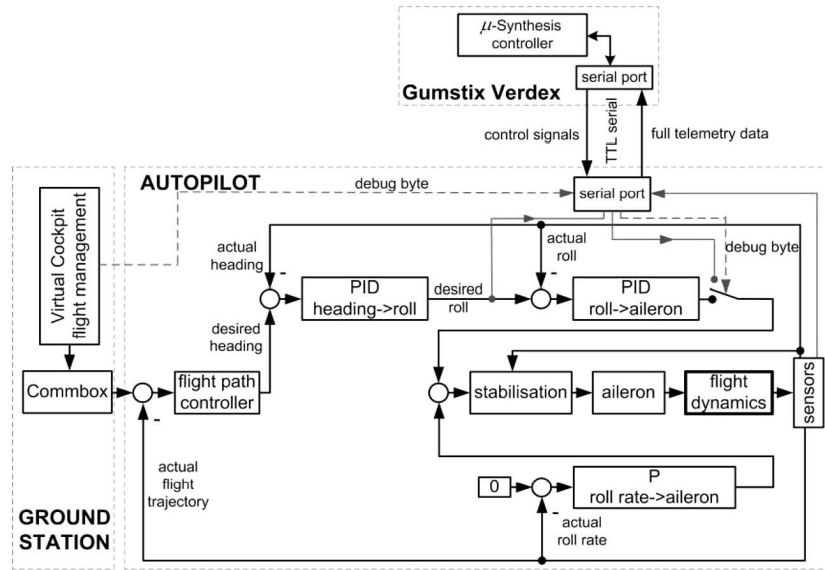 μ-Synthesis
controller
serial port
Gumstix Verdex
control signals
TTL serial
full telemetry data
AUTOPILOT
debug byte
serial port
Virtual Cockpit
flight management
actual
heading
-
actual
roll
-
debug byte
PID
heading->roll
desired
roll
PID
roll->aileron
desired
heading
Commbox
-
flight path
controller
stabilisation
aileron
flight
dynamics
sensors
actual
flight
trajectory
0
-
P
roll rate->aileron
actual
roll rate
GROUND
STATION